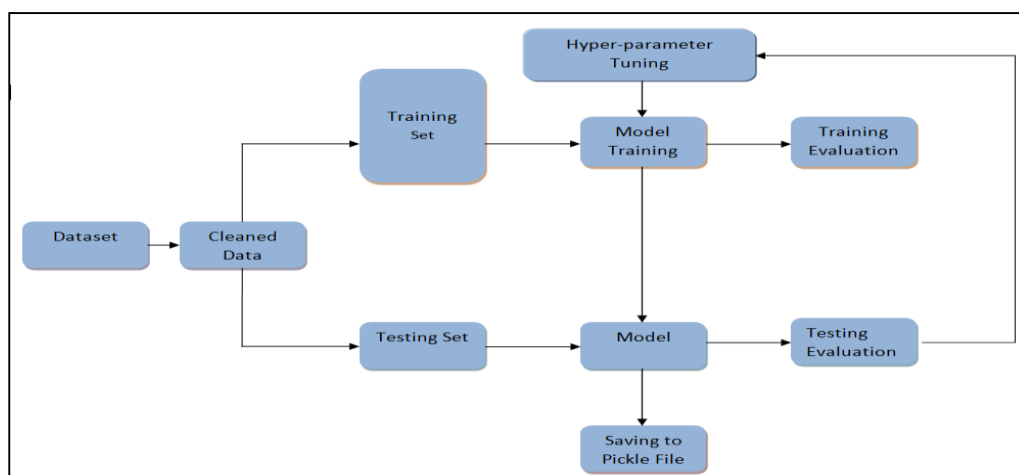 Hyper-parameter
Tuning
Training
Set
Model
Training
Training
Evaluation
Dataset
Cleaned
Data
Testing Set
Model
Testing
Evaluation
Saving to
Pickle File